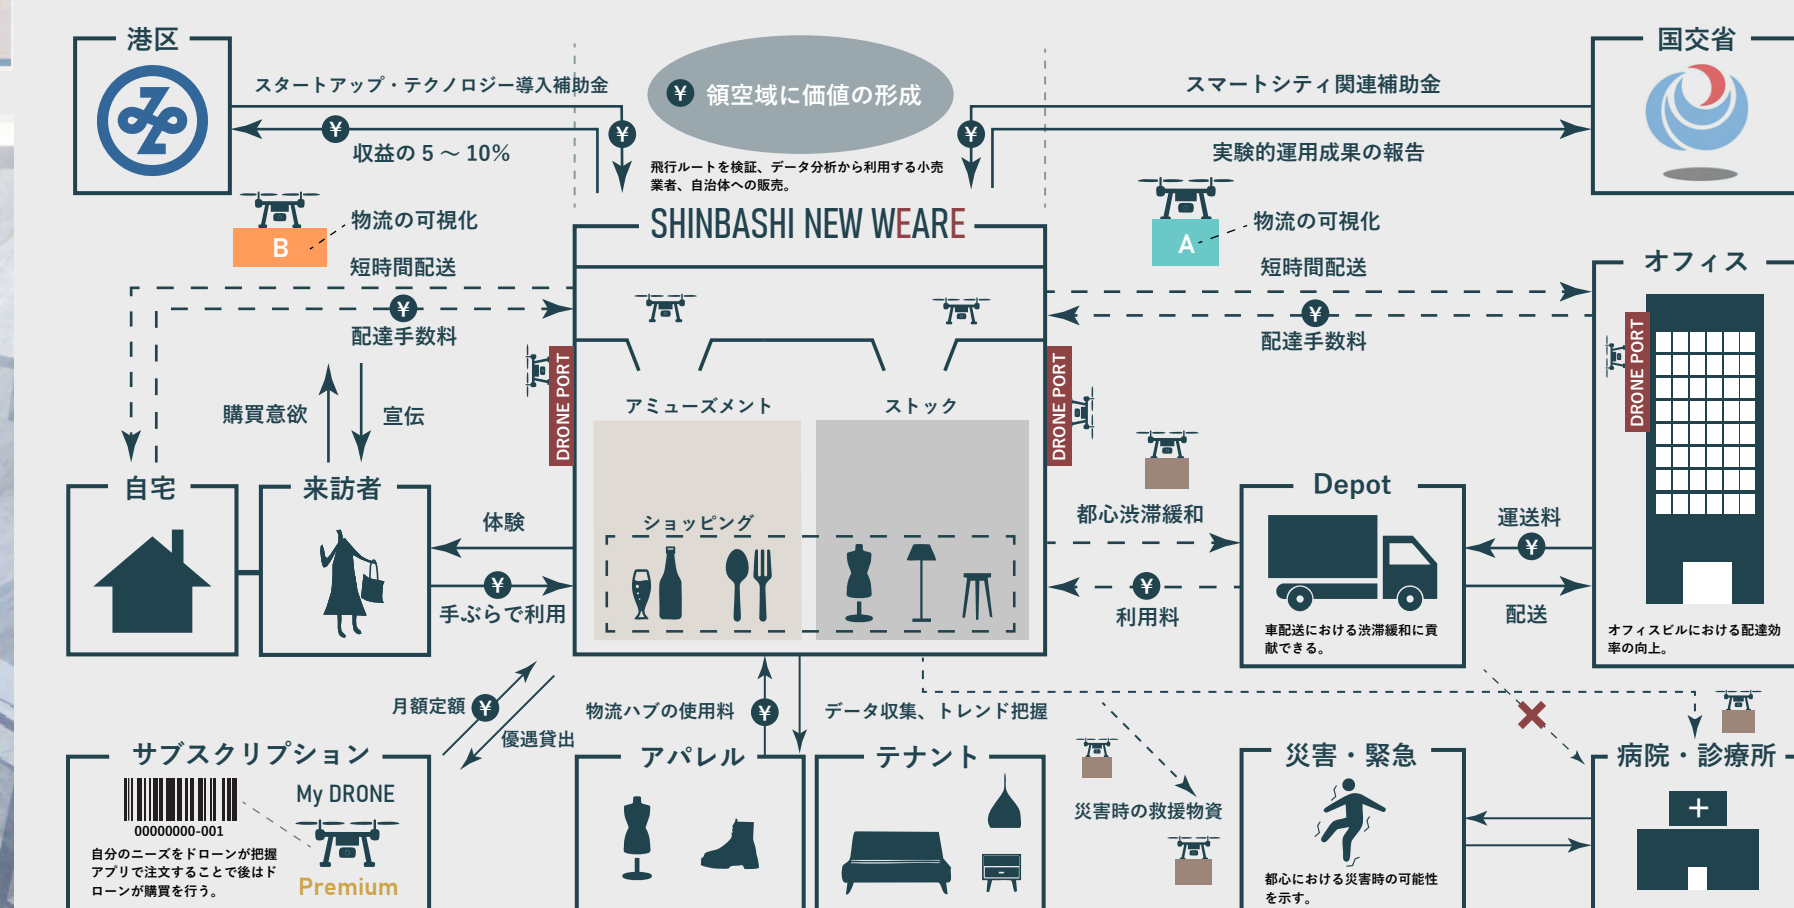 港区
国交省
スタートアップ・テクノロジー導入補助金
¥ 領空域に価値の形成
スマートシティ関連補助金
¥
¥
¥
収益の 5 ～ 10%
実験的運用成果の報告
飛行ルートを検証、データ分析から利用する小売
業者、自治体への販売。
物流の可視化
B
SHINBASHI NEW WEARE
物流の可視化
A
短時間配送
短時間配送
オフィス
¥
¥
配達手数料
配達手数料
DRONE PORT
DRONE PORT
DRONE PORT
購買意欲
宣伝
アミューズメント
ストック
自宅
来訪者
Depot
体験
ショッピング
都心渋滞緩和
運送料
¥
¥
手ぶらで利用
¥
利用料
配送
車配送における渋滞緩和に貢
献できる。
オフィスビルにおける配達効
率の向上。
月額定額 ¥
優遇貸出
物流ハブの使用料 ¥
データ収集、トレンド把握
サブスクリプション
アパレル
テナント
災害・緊急
病院・診療所
My DRONE
00000000-001
自分のニーズをドローンが把握
アプリで注文することで後はド
ローンが購買を行う。
Premium
災害時の救援物資
都心における災害時の可能性
を示す。